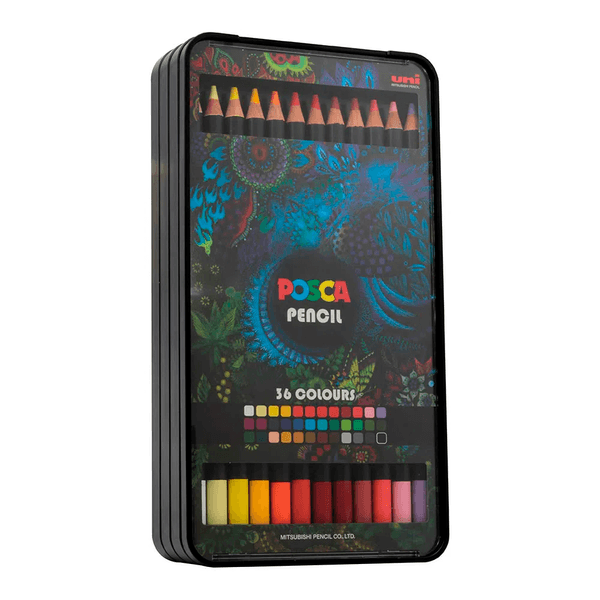 uni
MITSUBISHI PENCIL
POSCA
PENCIL
36 COLOURS
MITSUBISHI PENCIL CO., LTD.